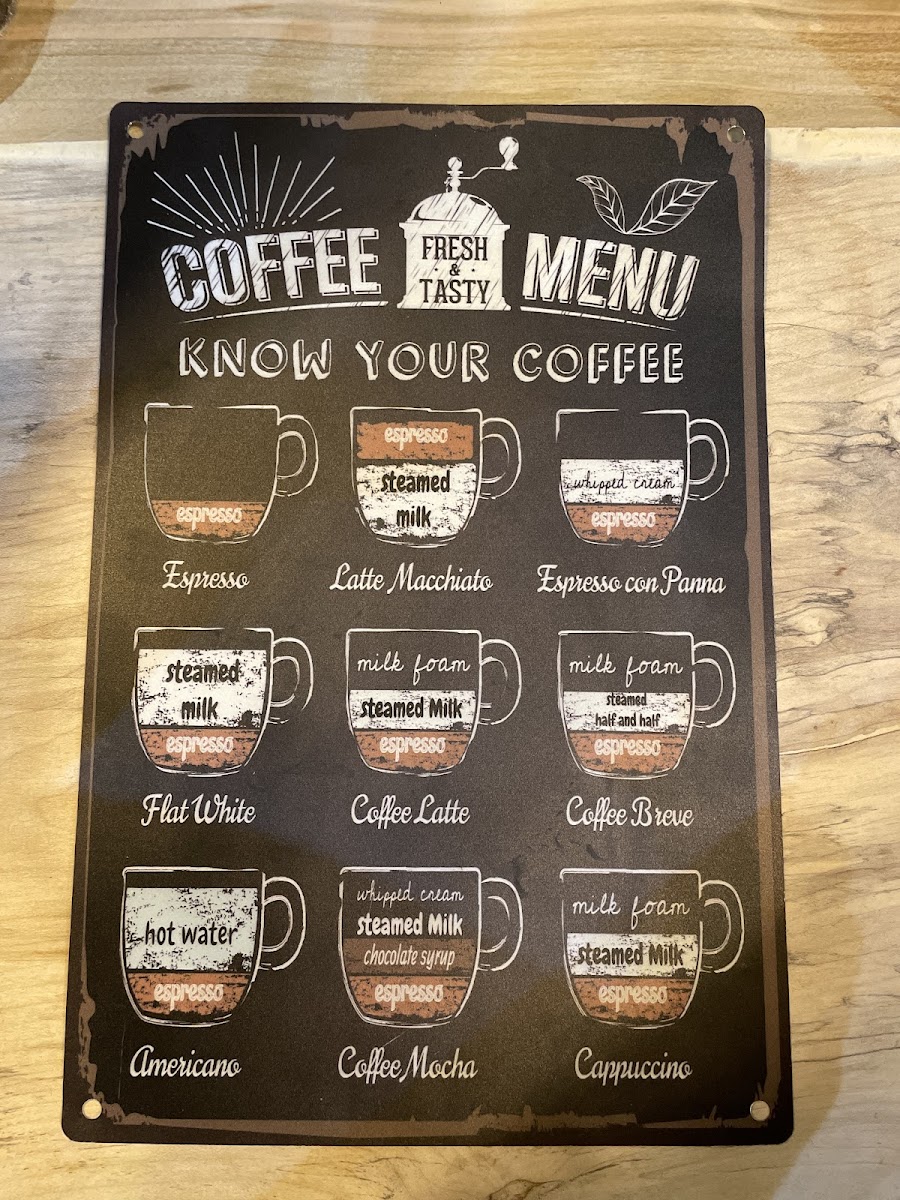 COFFEE FRESH & TASTY MENU
KNOW YOUR COFFEE
espresso
Espresso
espresso
steamed
milk
Latte Macchiato
whipped cream
espresso
Espresso con Panna
steamed
milk
espresso
Flat White
milk foam
steamed Milk
espresso
Coffee Latte
milk foam
steamed
half and half
espresso
Coffee Breve
hot water
espresso
Americano
whipped cream
steamed Milk
chocolate syrup
espresso
Coffee Mocha
milk foam
steamed Milk
espresso
Cappuccino